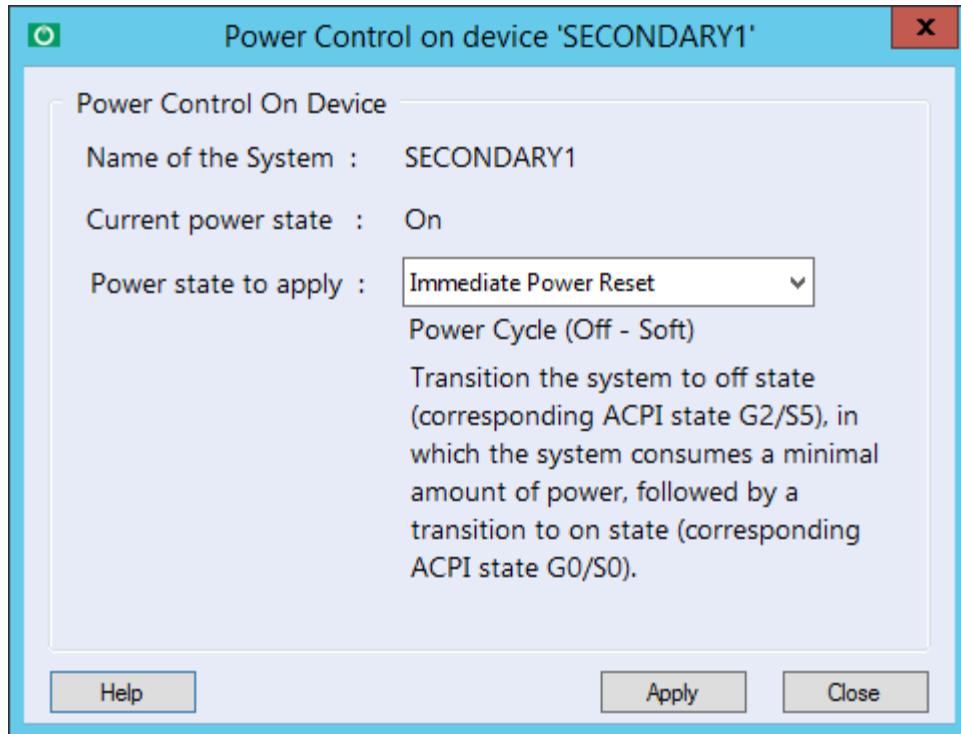 Power Control on device 'SECONDARY1'
x
Power Control On Device
Name of the System : SECONDARY1
Current power state : On
Power state to apply : Immediate Power Reset
Power Cycle (Off - Soft)
Transition the system to off state
(corresponding ACPI state G2/S5), in
which the system consumes a minimal
amount of power, followed by a
transition to on state (corresponding
ACPI state G0/S0).
Help Apply Close